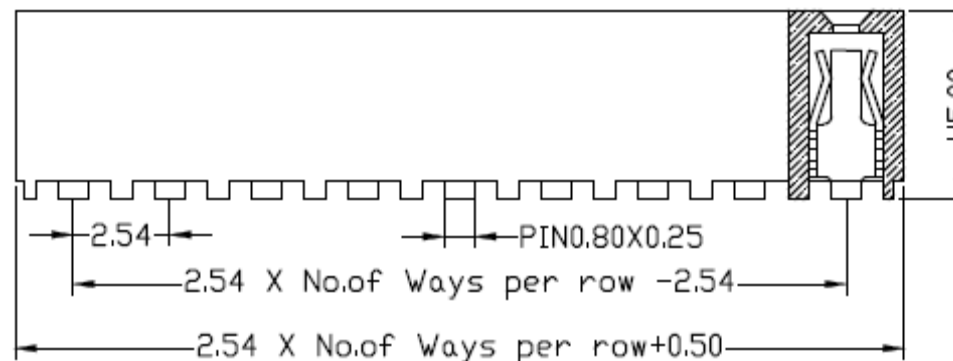 2.54
PIN0.80X0.25
2.54 X No.of Ways per row -2.54
2.54 X No.of Ways per row+0.50